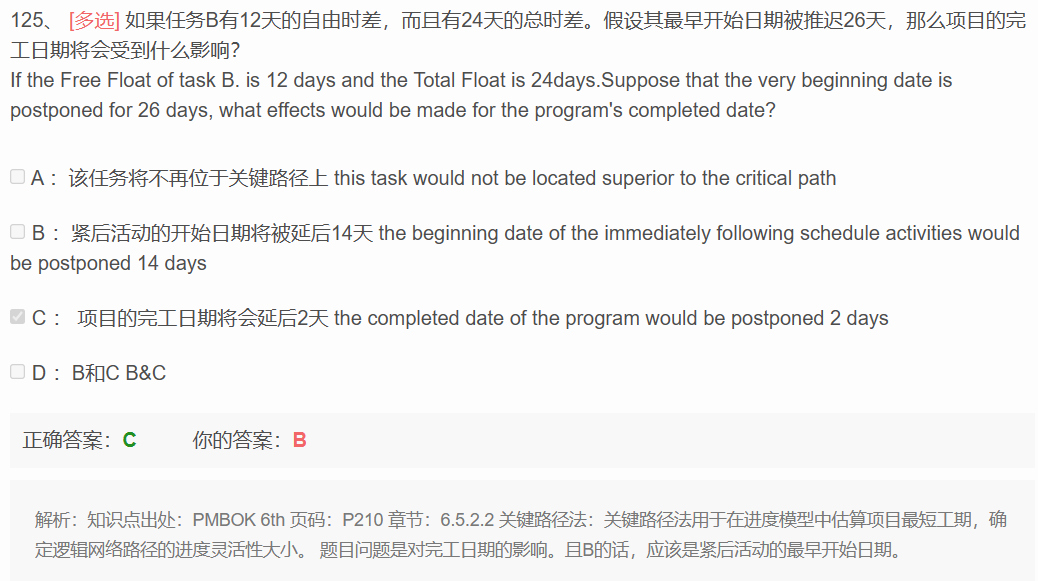 125、 [多选] 如果任务B有12天的自由时差，而且有24天的总时差。假设其最早开始日期被推迟26天，那么项目的完
工日期将会受到什么影响？
If the Free Float of task B. is 12 days and the Total Float is 24days.Suppose that the very beginning date is
postponed for 26 days, what effects would be made for the program's completed date?
A： 该任务将不再位于关键路径上 this task would not be located superior to the critical path
B： 紧后活动的开始日期将被延后14天 the beginning date of the immediately following schedule activities would
be postponed 14 days
C： 项目的完工日期将会延后2天 the completed date of the program would be postponed 2 days
D： B和C B&C
正确答案：C 你的答案：B
解析：知识点出处：PMBOK 6th 页码：P210 章节：6.5.2.2 关键路径法：关键路径法用于在进度模型中估算项目最短工期，确
定逻辑网络路径的进度灵活性大小。 题目问题是对完工日期的影响。且B的话，应该是紧后活动的最早开始日期。